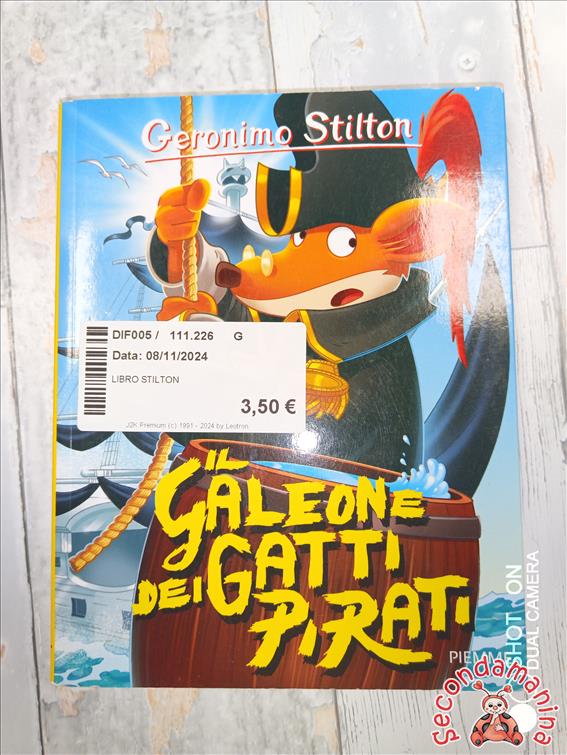 Geronimo Stilton
DIF005 / 111.226 G
Data: 08/11/2024
LIBRO STILTON
3,50 €
J2K Premium (c) 1991 - 2024 by Leotron
IL
GALEONE
DEI GATTI
PIRATI
PIEMME
SHOT ON
DUAL CAMERA
Secondamanina